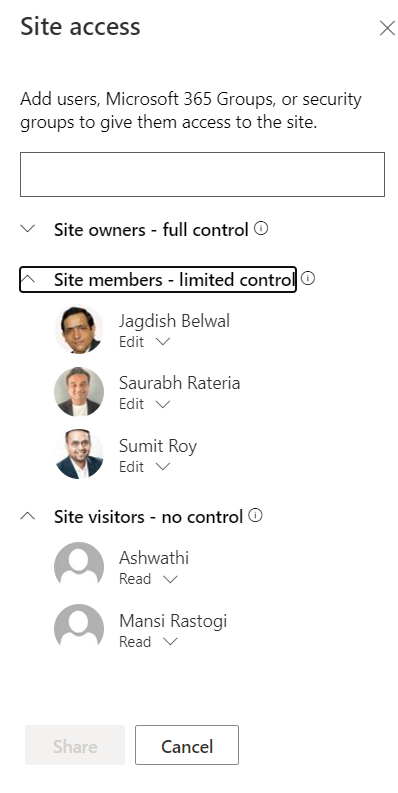 Site access
Add users, Microsoft 365 Groups, or security
groups to give them access to the site.
Site owners - full control
Site members - limited control
Jagdish Belwal
Edit
Saurabh Rateria
Edit
Sumit Roy
Edit
Site visitors - no control
Ashwathi
Read
Mansi Rastogi
Read
Share
Cancel